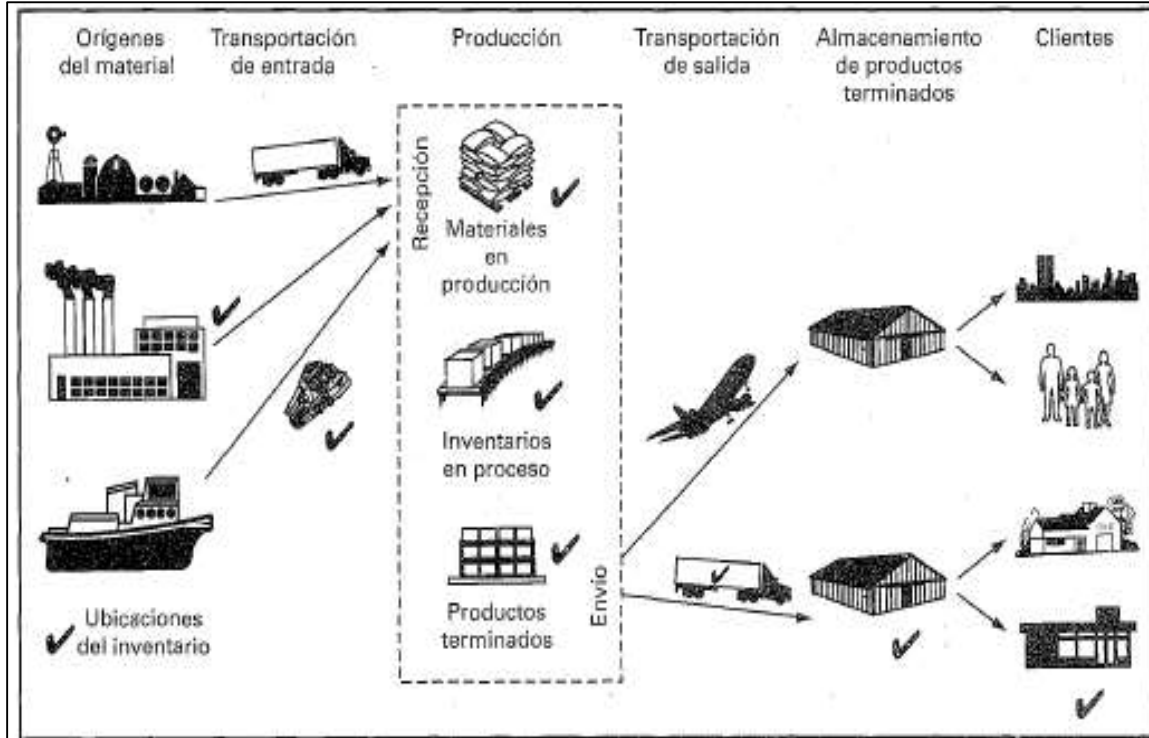 Orígenes
del material
Transportación
de entrada
Producción
Transportación
de salida
Almacenamiento
de productos
terminados
Clientes
Recepción
Materiales
en
producción
Inventarios
en proceso
Productos
terminados
Envío
Ubicaciones
del inventario